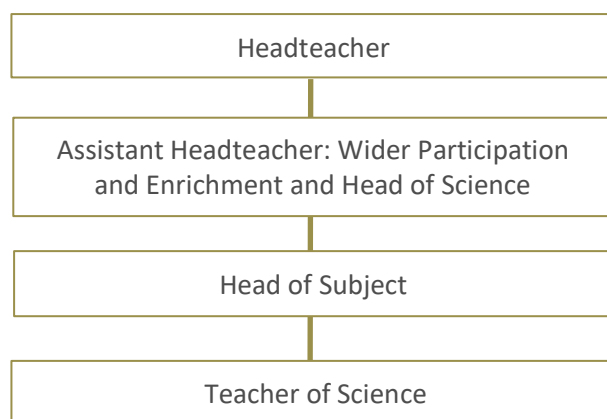 Headteacher
Assistant Headteacher: Wider Participation
and Enrichment and Head of Science
Head of Subject
Teacher of Science